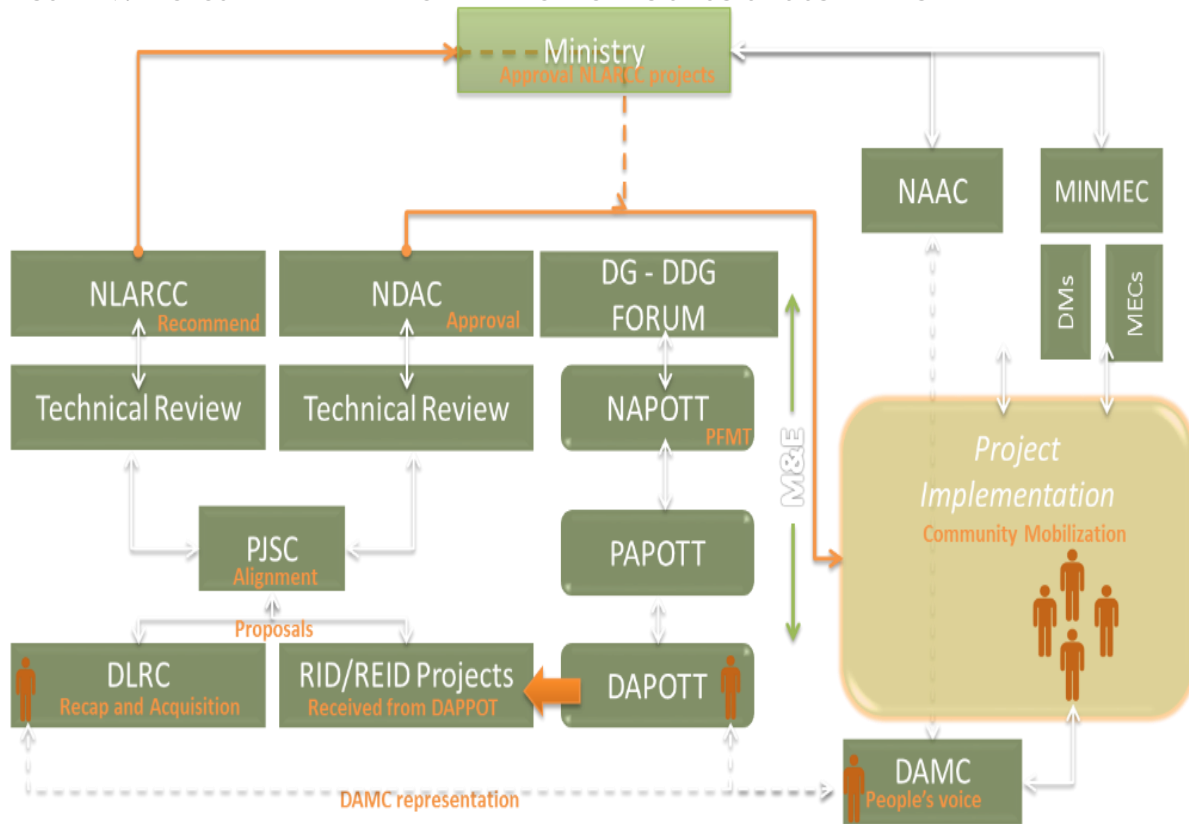 Ministry
Approval NLARCC projects
NAAC
MINMEC
NLARCC
Recommend
NDAC
Approval
DG - DDG
FORUM
DMs
MECs
Technical Review
Technical Review
NAPOTT
PFMT
M&E
Project
Implementation
Community Mobilization
PJSC
Alignment
PAPOTT
Proposals
DLRC
Recap and Acquisition
RID/REID Projects
Received from DAPPOT
DAPOTT
DAMC
People's voice
DAMC representation